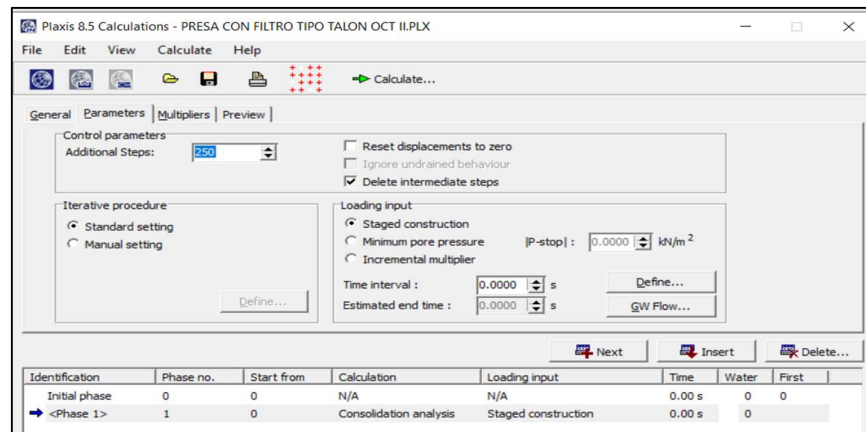 Plaxis 8.5 Calculations - PRESA CON FILTRO TIPO TALON OCT II.PLX
File Edit View Calculate Help
Calculate...
General Parameters Multipliers Preview
Control parameters
Additional Steps: 250
Reset displacements to zero
Ignore undrained behaviour
Delete intermediate steps
Iterative procedure
Standard setting
Manual setting
Define...
Loading input
Staged construction
Minimum pore pressure |P-stop| : 0.0000 kN/m 2
Incremental multiplier
Time interval : 0.0000 s Define...
Estimated end time : 0.0000 s GW Flow...
Next Insert Delete...
Identification Phase no. Start from Calculation Loading input Time Water First
Initial phase 0 0 N/A N/A 0.00 s 0 0
<Phase 1> 1 0 Consolidation analysis Staged construction 0.00 s 0